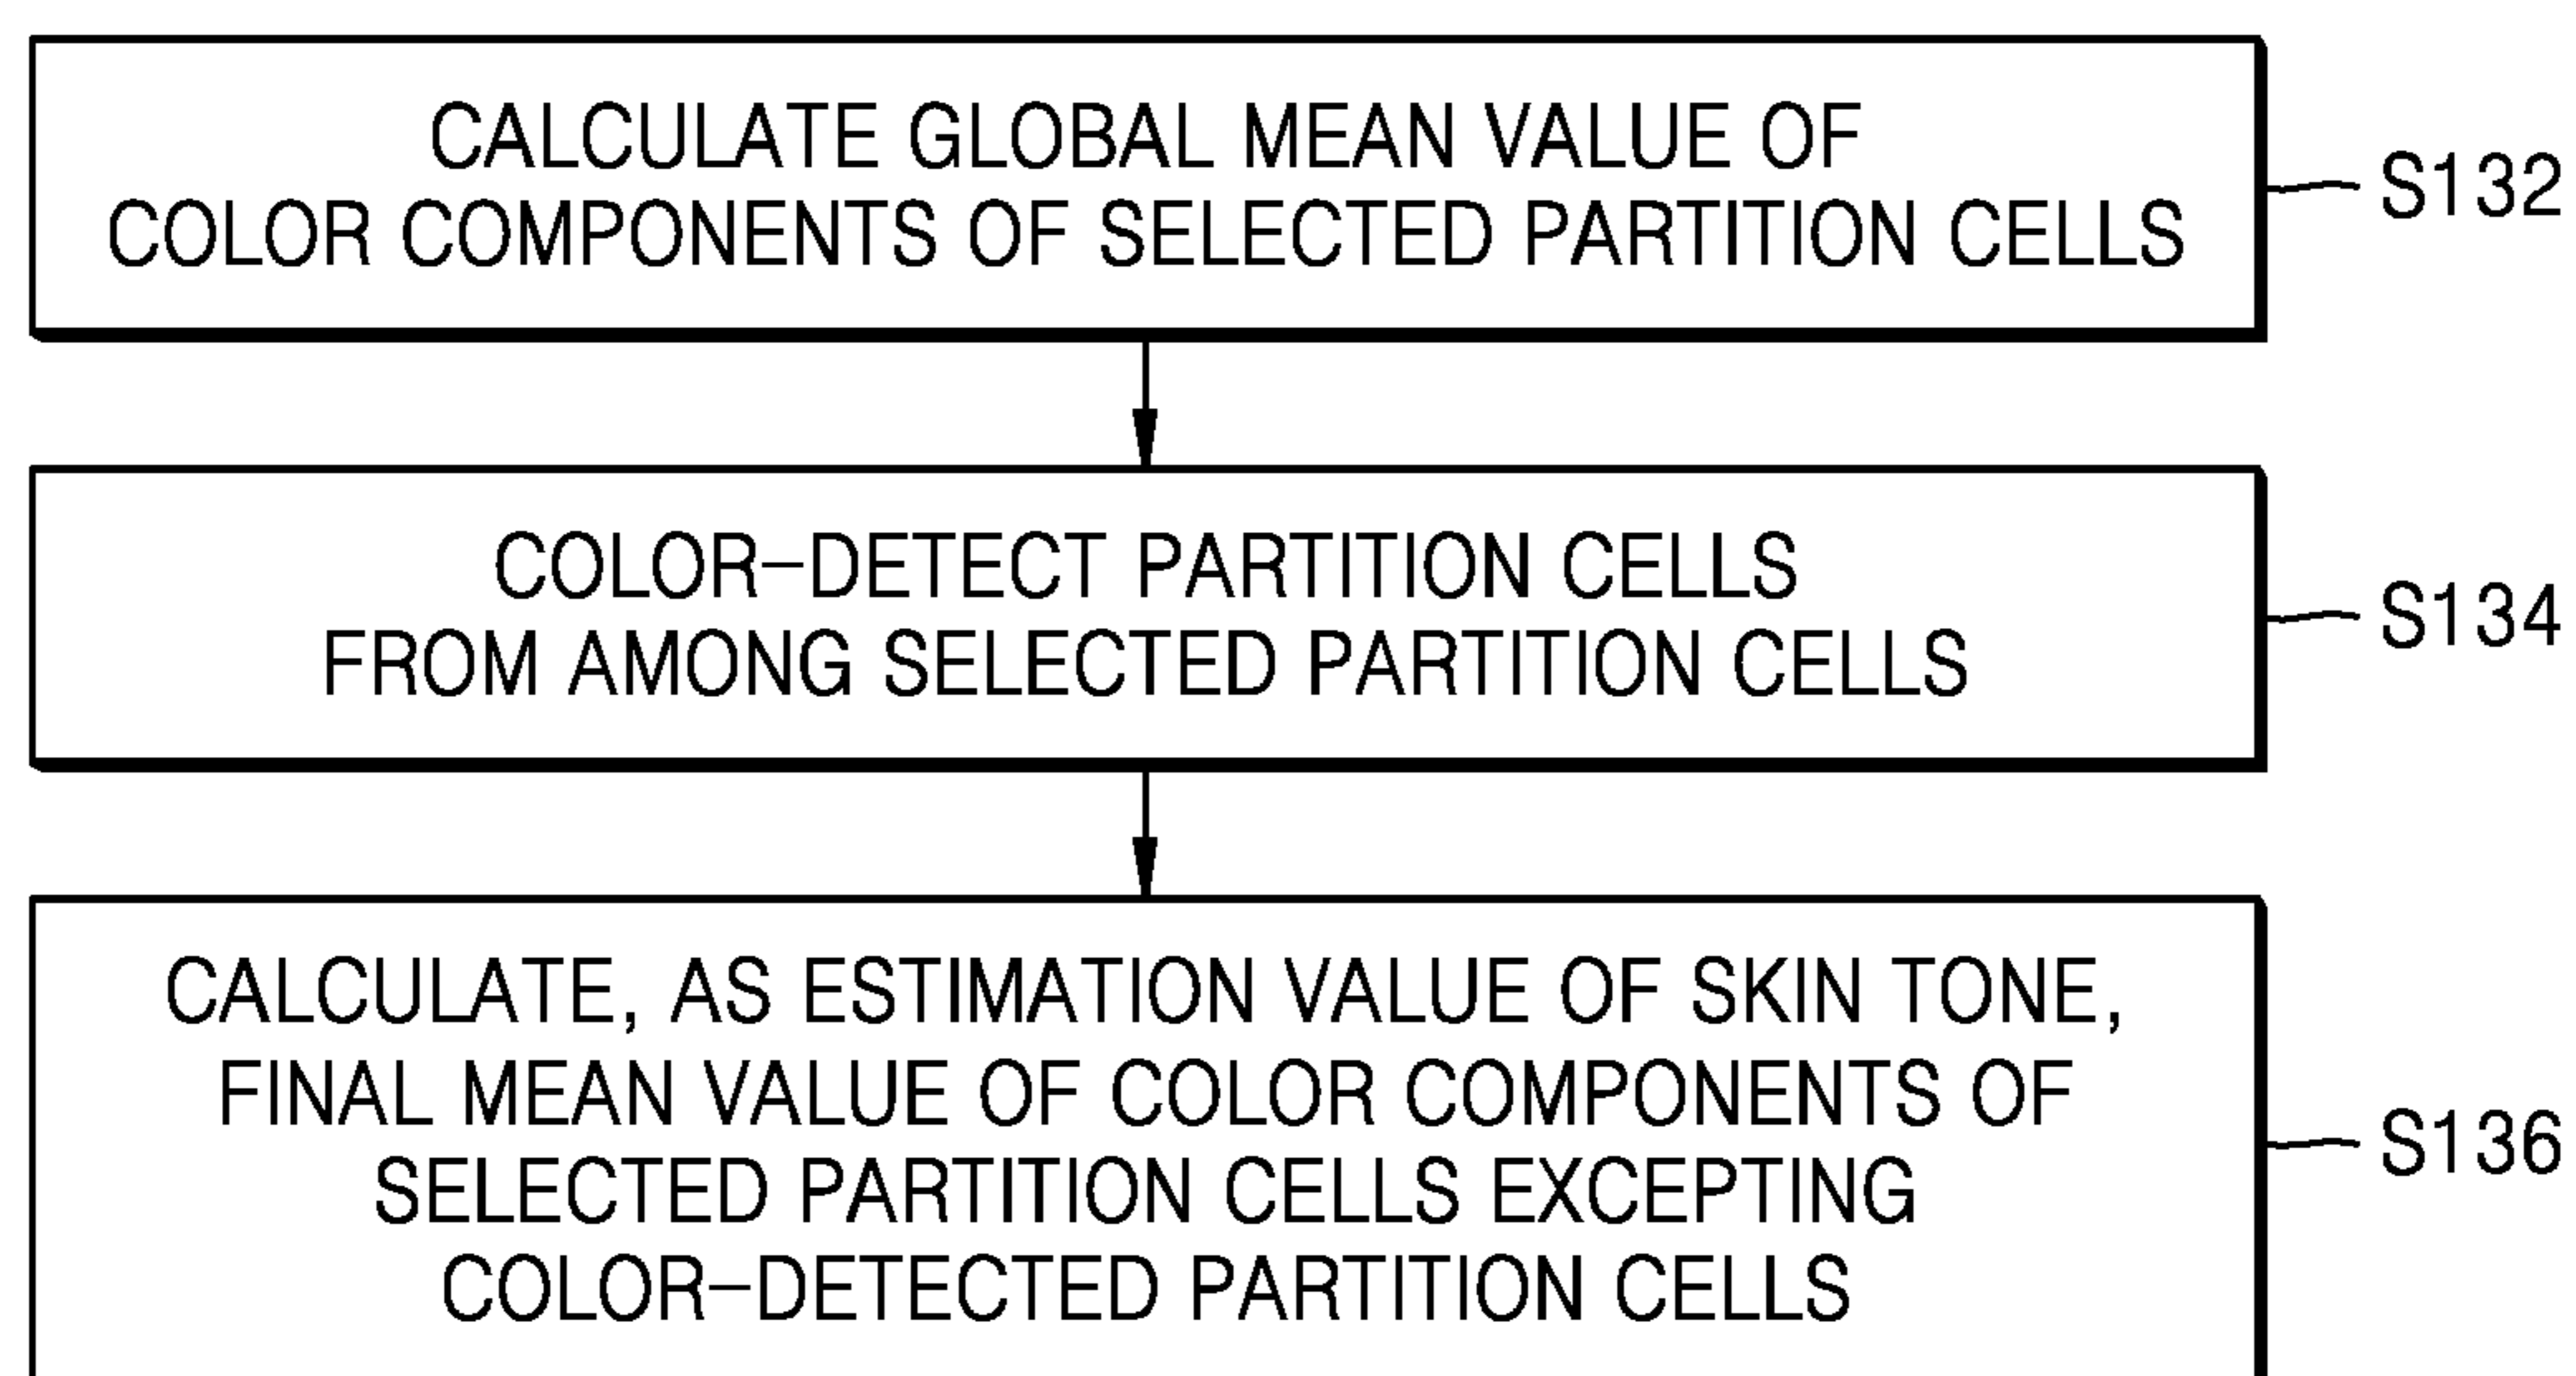 CALCULATE GLOBAL MEAN VALUE OF
COLOR COMPONENTS OF SELECTED PARTITION CELLS
S132
COLOR-DETECT PARTITION CELLS
FROM AMONG SELECTED PARTITION CELLS
S134
CALCULATE, AS ESTIMATION VALUE OF SKIN TONE,
FINAL MEAN VALUE OF COLOR COMPONENTS OF
SELECTED PARTITION CELLS EXCEPTING
COLOR-DETECTED PARTITION CELLS
S136